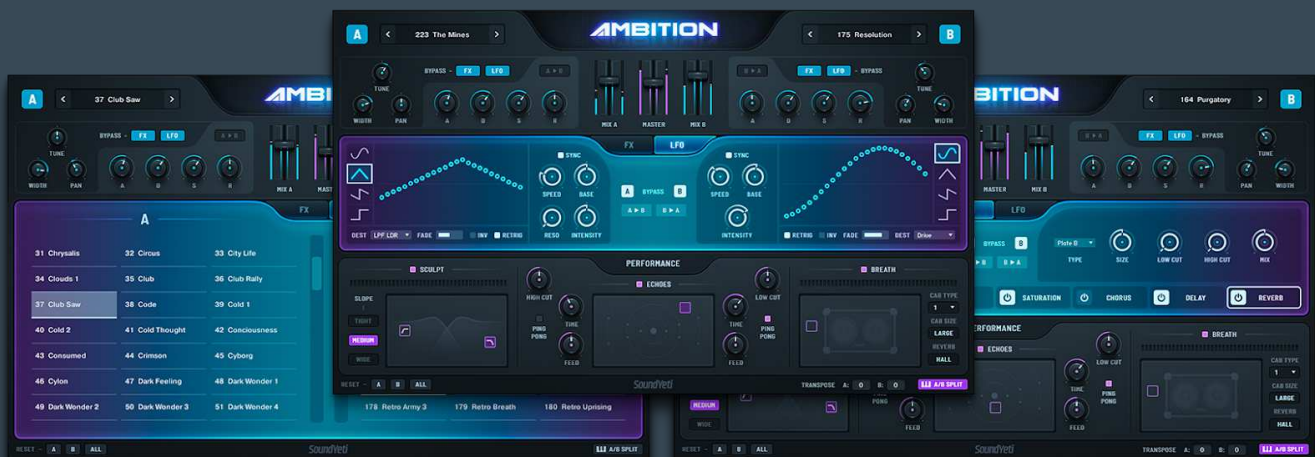 A
< 223 The Mines >
AMBITION
< 175 Resolution >
B
TUNE
BYPASS - FX LFO
A ▶ B
B ▶ A
FX LFO - BYPASS
TUNE
WIDTH PAN
A D S R
MIX A MASTER MIX B
A D S R
PAN WIDTH
FX LFO
SYNC
SPEED BASE
A BYPASS B
A ▶ B B ▶ A
RESO INTENSITY
SYNC
SPEED BASE
INTENSITY
DEST LPF LDR FADE INV RETRIG
RETRIG INV FADE DEST Drive
PERFORMANCE
SCULPT
SLOPE
TIGHT
MEDIUM
WIDE
HIGH CUT
ECHOES
LOW CUT
TIME
PING
PONG
FEED
TIME
PING
PONG
FEED
BREATH
CAB TYPE
1
CAB SIZE
LARGE
REVERB
HALL
RESET - A B ALL
SoundYeti
TRANSPOSE A: 0 B: 0
A/B SPLIT
A
< 37 Club Saw >
AMBI
TUNE
BYPASS - FX LFO
A ▶ B
WIDTH PAN
A D S R
MIX A MAST
A
FX
31 Chrysalis 32 Circus 33 City Life
34 Clouds 1 35 Club 36 Club Rally
37 Club Saw 38 Code 39 Cold 1
40 Cold 2 41 Cold Thought 42 Conciousness
43 Consumed 44 Crimson 45 Cyborg
46 Cylon 47 Dark Feeling 48 Dark Wonder 1
49 Dark Wonder 2 50 Dark Wonder 3 51 Dark Wonder 4
178 Retro Army 3 179 Retro Breath 180 Retro Uprising
RESET - A B ALL
SoundYeti
A/B SPLIT
BITION
< 164 Purgatory >
B
B ▶ A
FX LFO - BYPASS
TUNE
MASTER MIX B
A D S R
PAN WIDTH
LFO
BYPASS B
B ▶ A
Plate B
TYPE
SIZE LOW CUT HIGH CUT MIX
SATURATION CHORUS DELAY REVERB
ERFORMANCE
ECHOES
LOW CUT
BREATH
TIME
PING
PONG
FEED
FEED
CAB TYPE
1
CAB SIZE
LARGE
REVERB
HALL
MEDIUM
WIDE
RESET - A B ALL
SoundYeti
TRANSPOSE A: 0 B: 0
A/B SPLIT